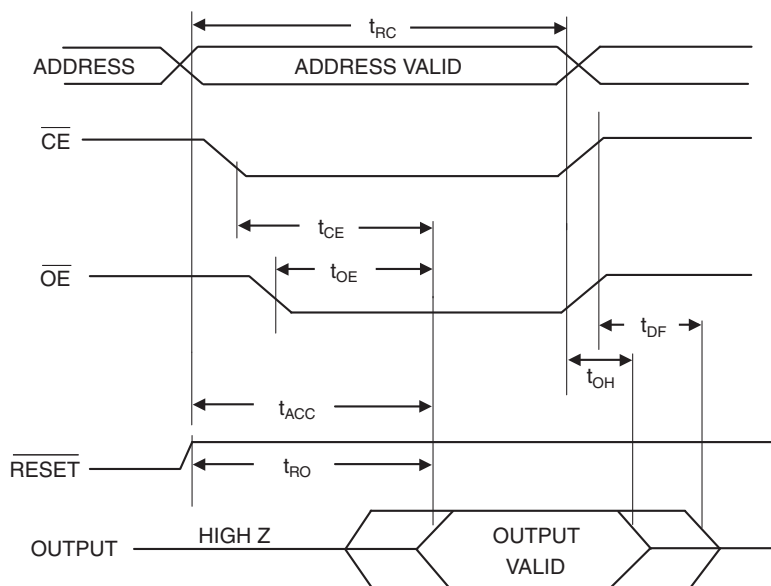 tRC
ADDRESS
ADDRESS VALID
CE
tCE
tOE
OE
tDF
tOH
tACC
RESET
tRO
OUTPUT
HIGH Z
OUTPUT
VALID